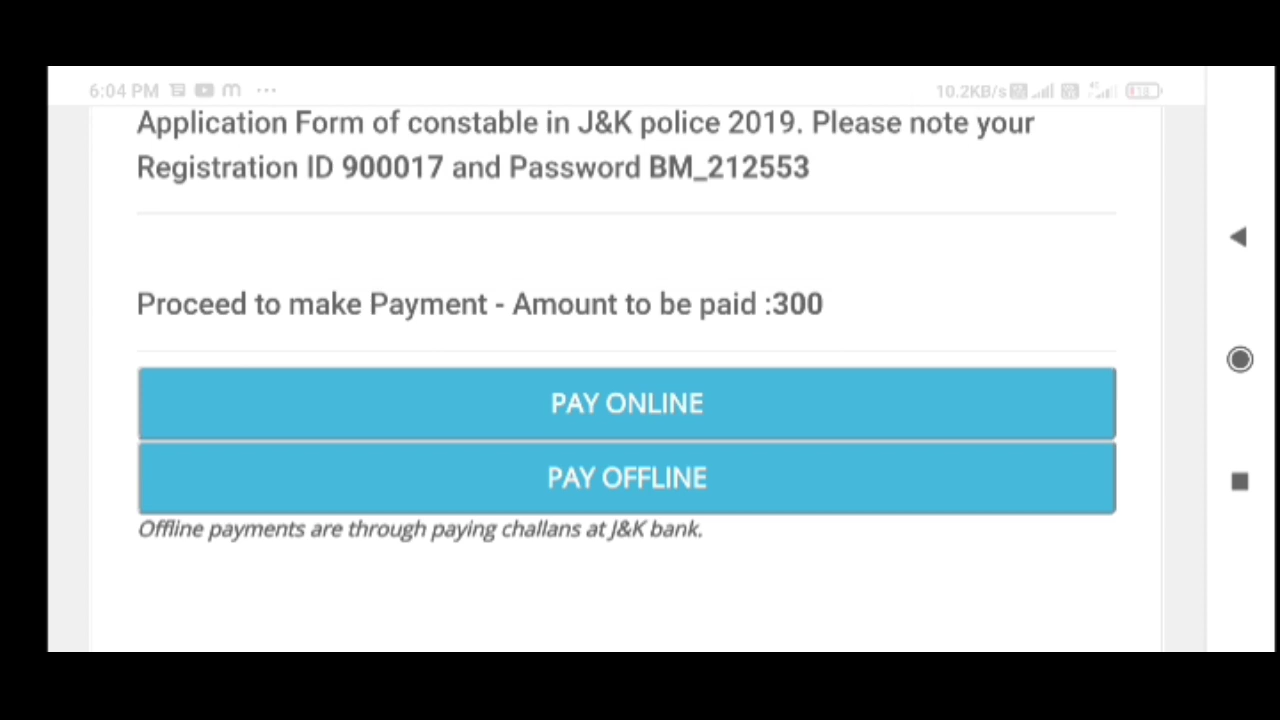 6:04 PM ... 10.2KB/s
Application Form of constable in J&K police 2019. Please note your
Registration ID 900017 and Password BM_212553
Proceed to make Payment - Amount to be paid :300
PAY ONLINE
PAY OFFLINE
Offline payments are through paying challans at J&K bank.